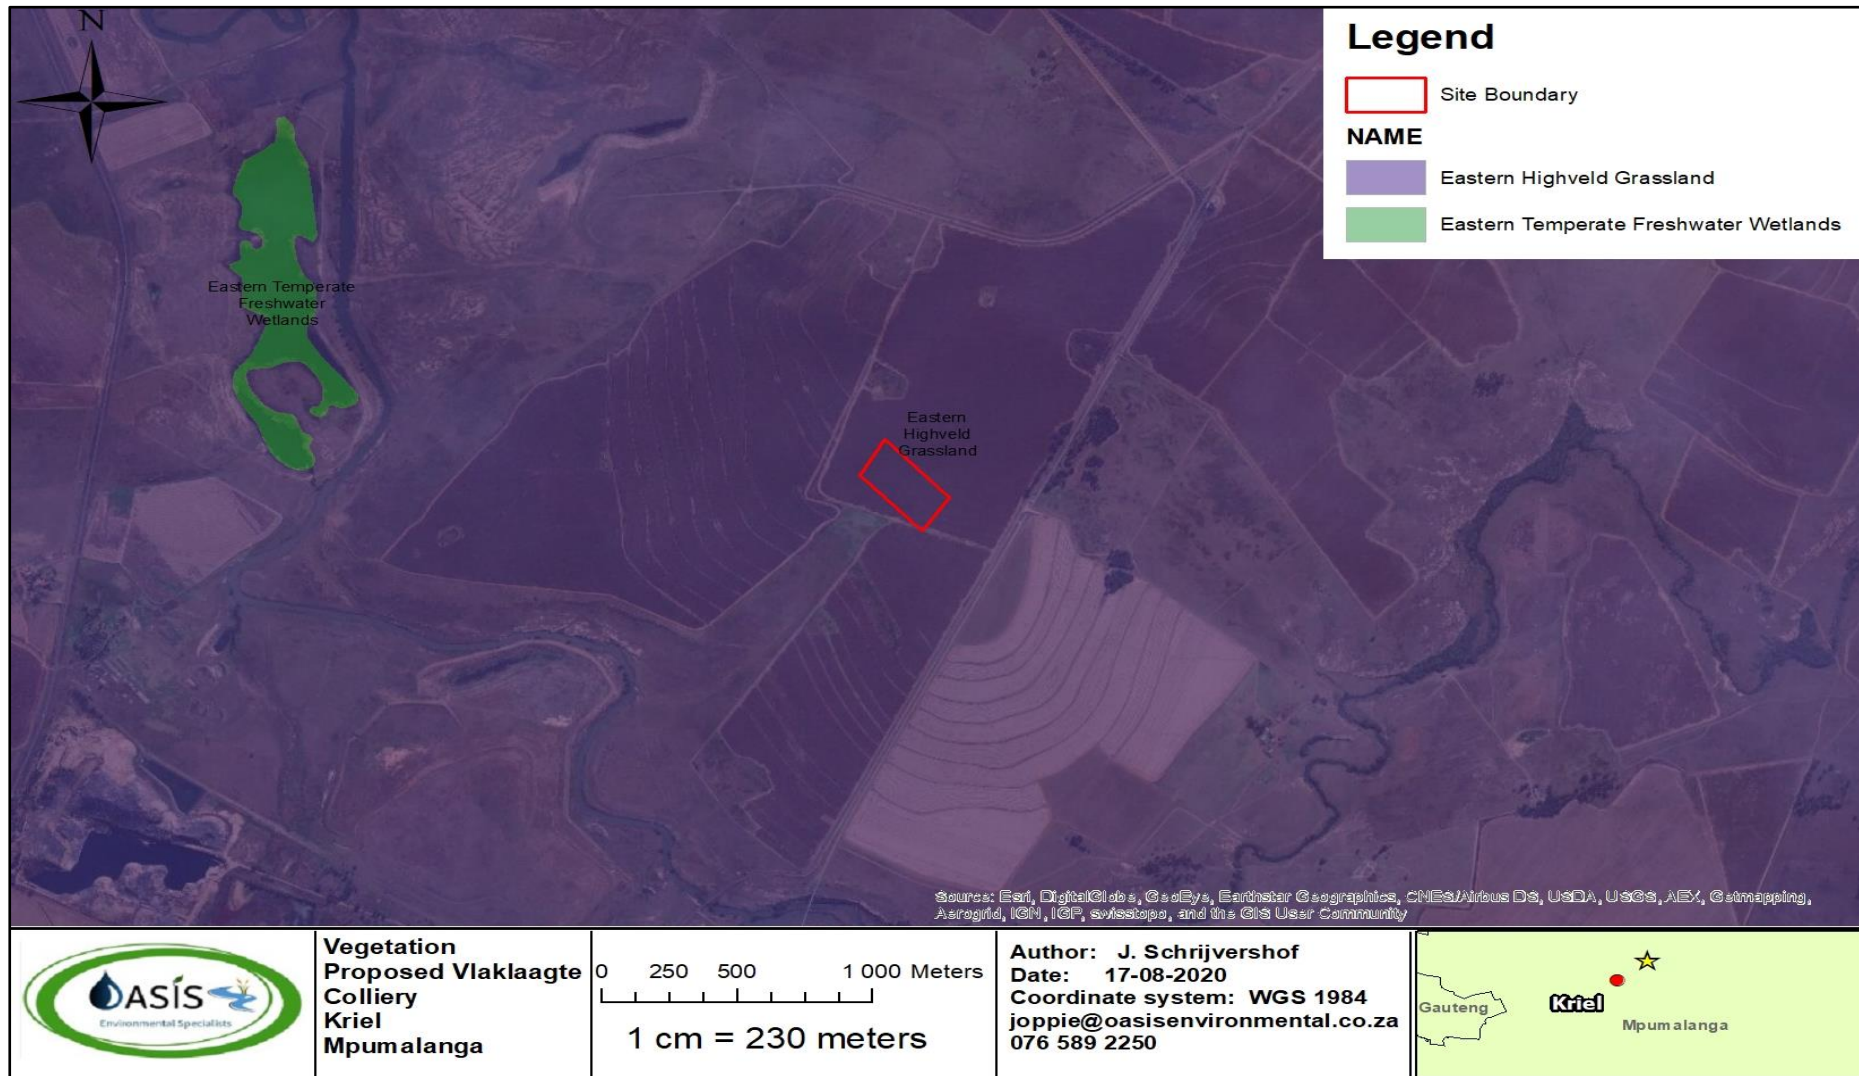 N
Legend
Site Boundary
NAME
Eastern Highveld Grassland
Eastern Temperate Freshwater Wetlands
Eastern Temperate
Freshwater
Wetlands
Eastern
Highveld
Grassland
Source: Esri, DigitalGlobe, GeoEye, Earthstar Geographics, CNES/Airbus DS, USDA, USGS, AEX, Getmapping,
Aerogrid, IGN, IGP, swisstopo, and the GIS User Community
OASIS
Environmental Specialists
Vegetation
Proposed Vlaklaagte
Colliery
Kriel
Mpumalanga
0 250 500 1 000 Meters
1 cm = 230 meters
Author: J. Schrijvershof
Date: 17-08-2020
Coordinate system: WGS 1984
joppie@oasisenvironmental.co.za
076 589 2250
Gauteng
Kriel
Mpumalanga